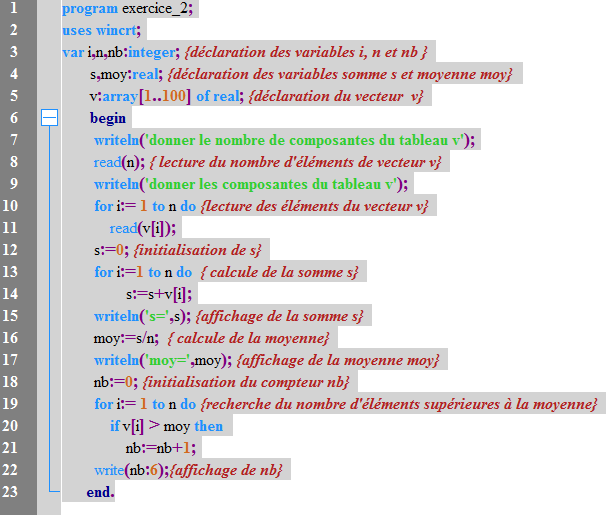 1 program exercice_2;
2 uses wincrt;
3 var i,n,nb:integer; {déclaration des variables i, n et nb }
4 s,moy:real; {déclaration des variables somme s et moyenne moy}
5 v:array[1..100] of real; {déclaration du vecteur v}
6 begin
7 writeln('donner le nombre de composantes du tableau v');
8 read(n); { lecture du nombre d'éléments de vecteur v}
9 writeln('donner les composantes du tableau v');
10 for i:= 1 to n do {lecture des éléments du vecteur v}
11 read(v[i]);
12 s:=0; {initialisation de s}
13 for i:=1 to n do { calcule de la somme s}
14 s:=s+v[i];
15 writeln('s=',s); {affichage de la somme s}
16 moy:=s/n; { calcule de la moyenne}
17 writeln('moy=',moy); {affichage de la moyenne moy}
18 nb:=0; {initialisation du compteur nb}
19 for i:= 1 to n do {recherche du nombre d'éléments supérieures à la moyenne}
20 if v[i] > moy then
21 nb:=nb+1;
22 write(nb:6);{affichage de nb}
23 end.